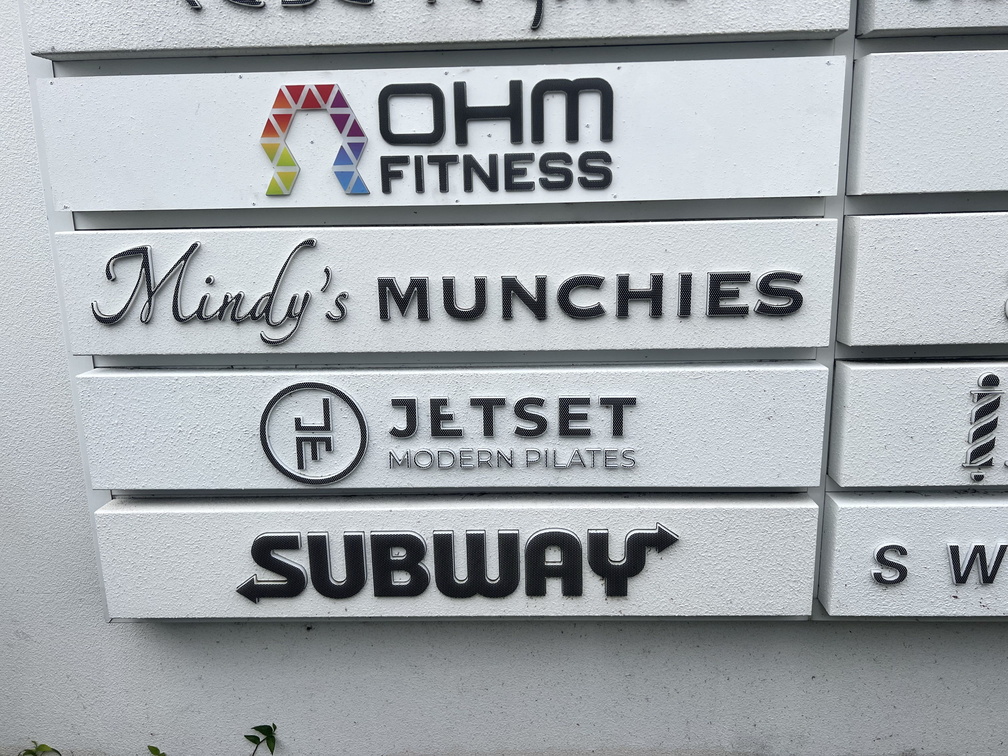 OHM
FITNESS
Mindy's MUNCHIES
JETSET
MODERN PILATES
SUBWAY
S W